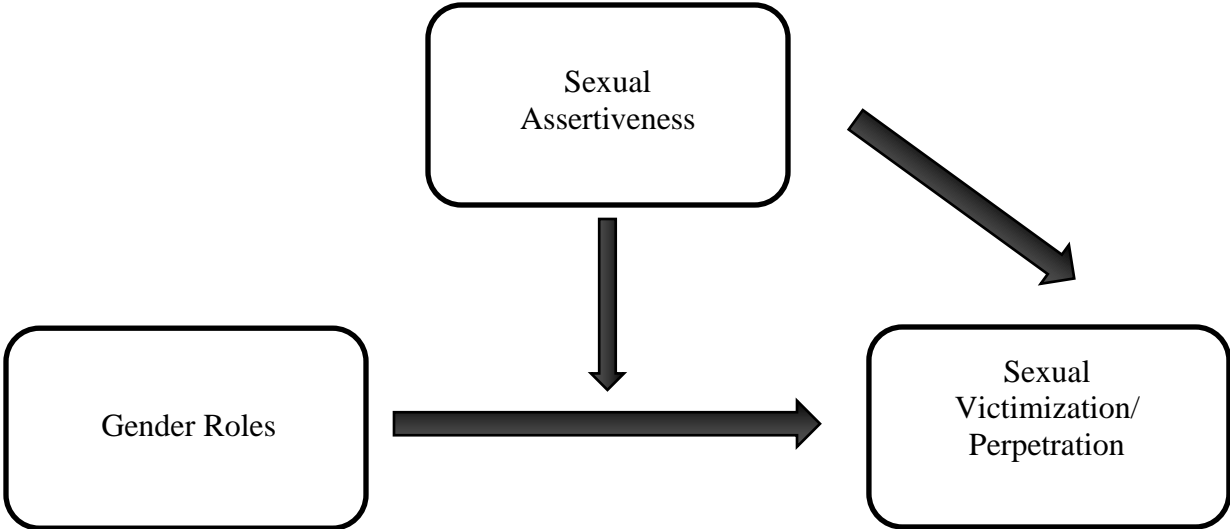 Sexual
Assertiveness
Gender Roles
Sexual
Victimization/
Perpetration